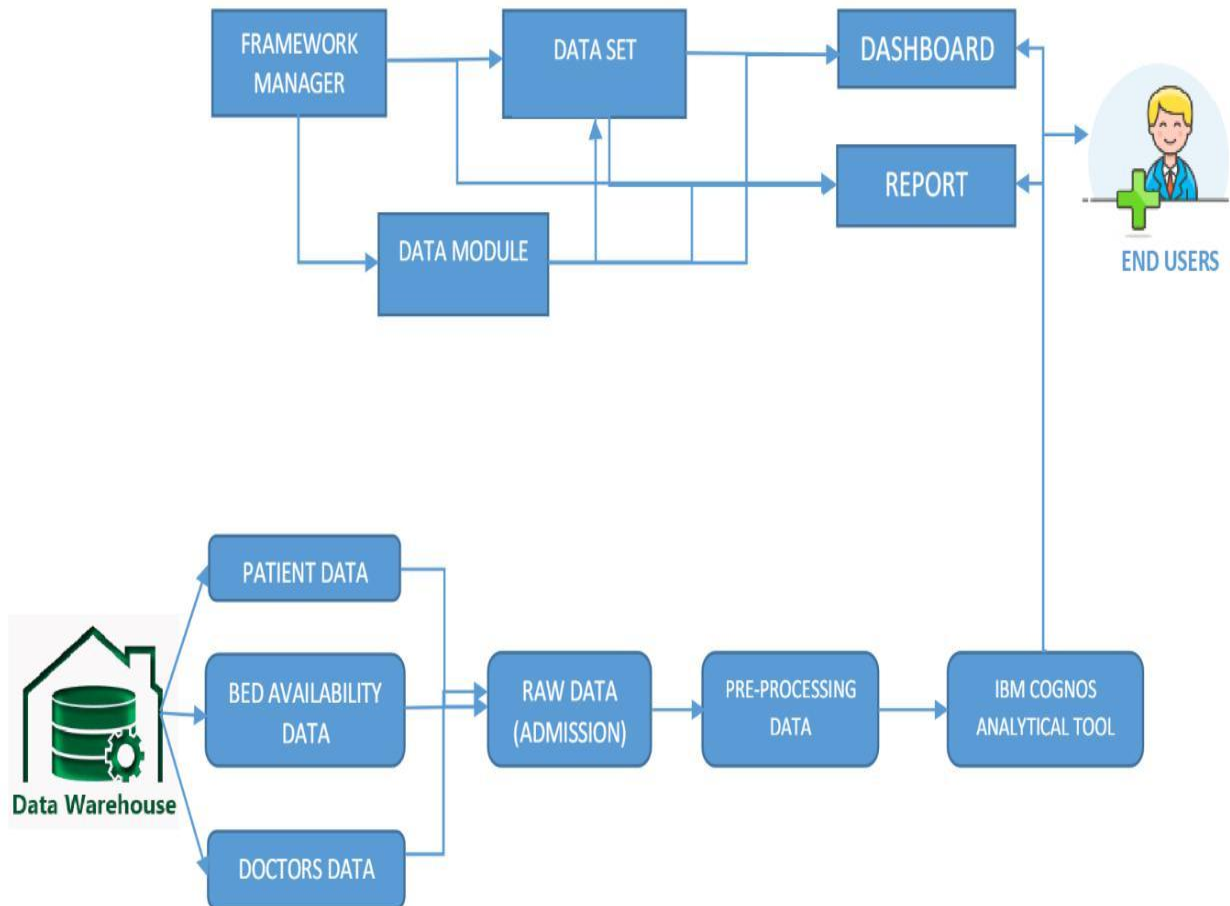 FRAMEWORK
MANAGER
DATA SET
DASHBOARD
REPORT
DATA MODULE
END USERS
PATIENT DATA
BED AVAILABILITY
DATA
RAW DATA
(ADMISSION)
PRE-PROCESSING
DATA
IBM COGNOS
ANALYTICAL TOOL
Data Warehouse
DOCTORS DATA